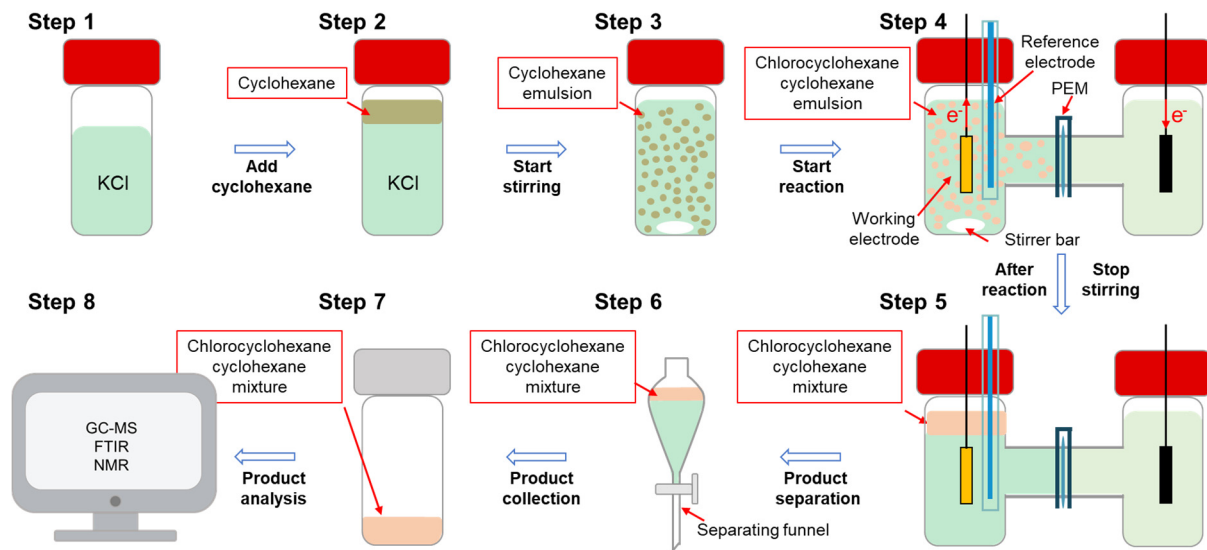 Step 1
KCl
Add
cyclohexane
Step 2
Cyclohexane
KCl
Start
stirring
Step 3
Cyclohexane
emulsion
Start
reaction
Step 4
Chlorocyclohexane
cyclohexane
emulsion
Reference
electrode
PEM
e-
e-
Working
electrode
Stirrer bar
After
reaction
Stop
stirring
Step 5
Chlorocyclohexane
cyclohexane
mixture
Product
separation
Step 6
Chlorocyclohexane
cyclohexane
mixture
Separating funnel
Product
collection
Step 7
Chlorocyclohexane
cyclohexane
mixture
Product
analysis
Step 8
GC-MS
FTIR
NMR